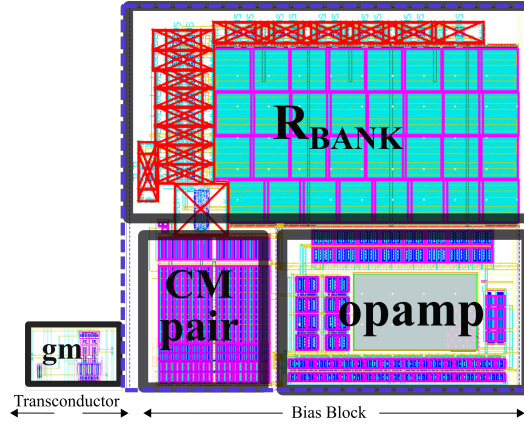 R_BANK
CM
pair
opamp
gm
Transconductor
Bias Block